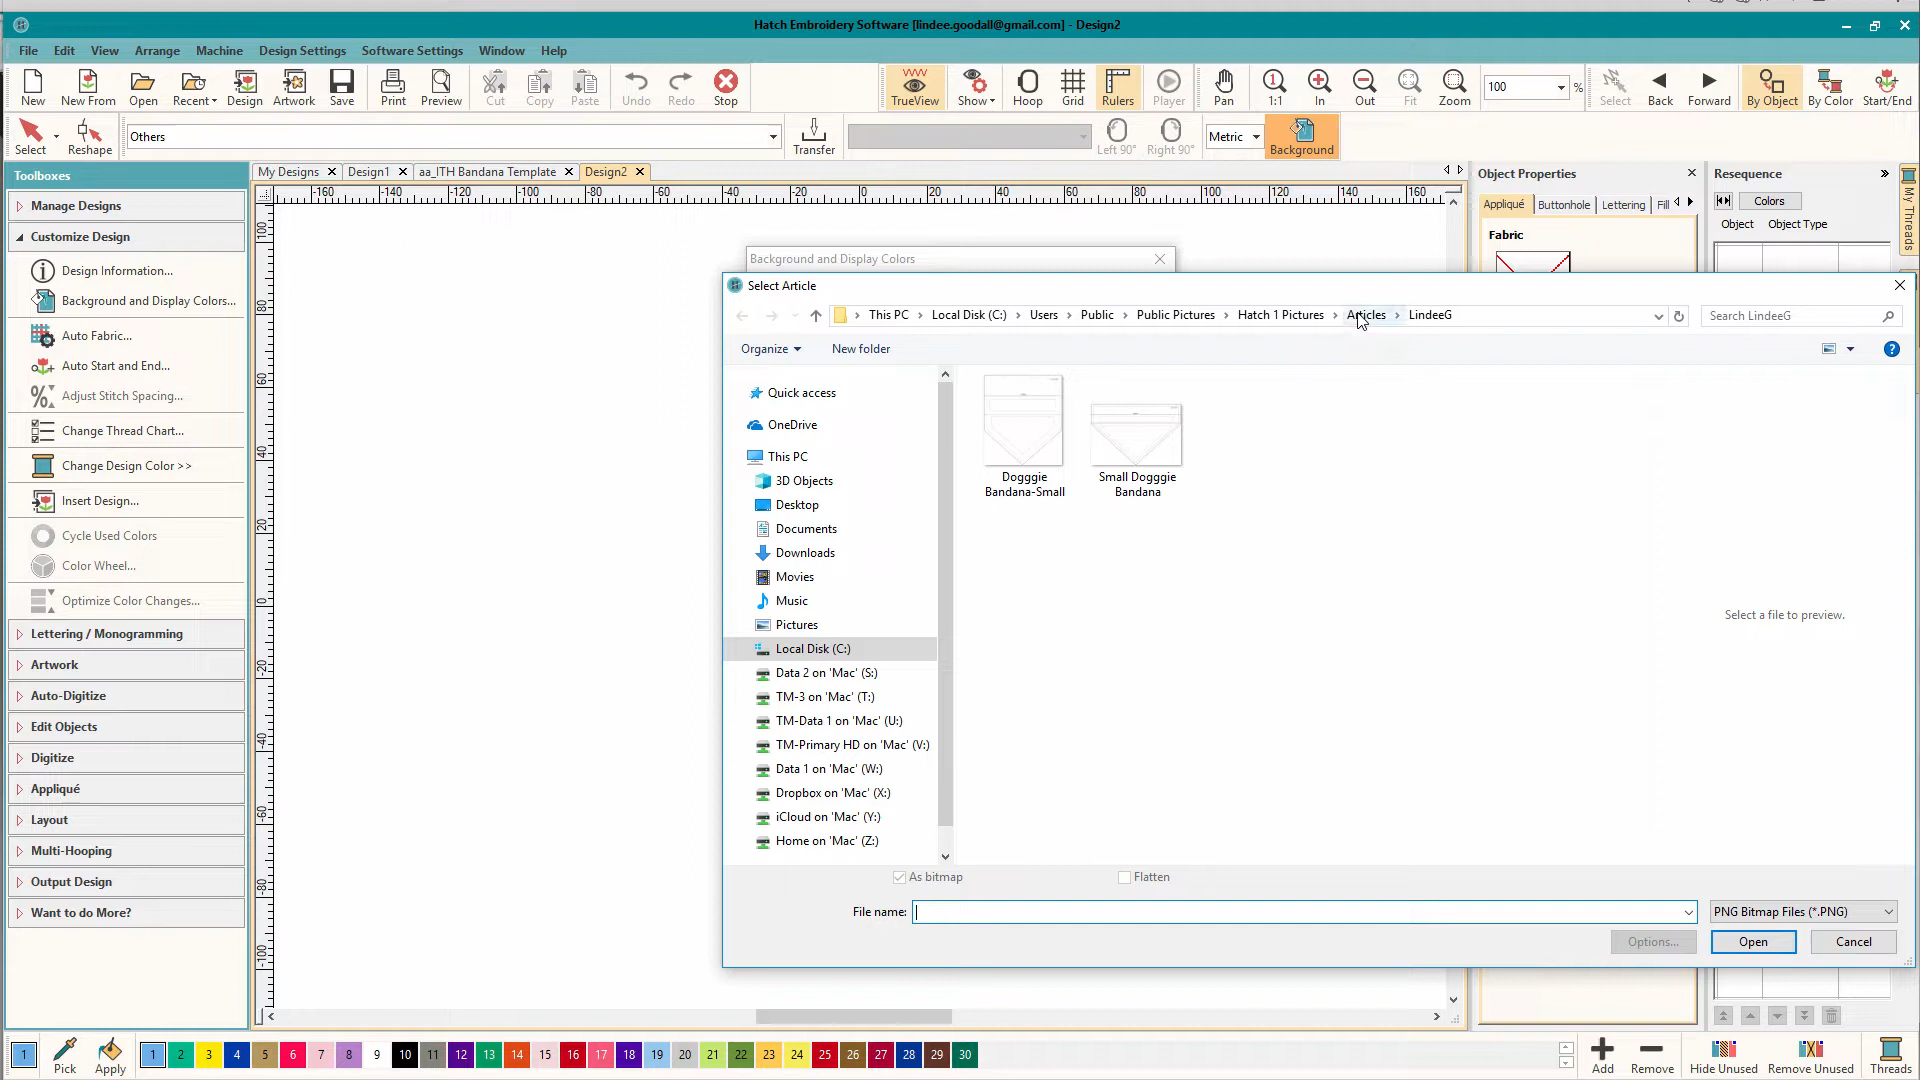 Hatch Embroidery Software [lindee.goodall@gmail.com] - Design2
File Edit View Arrange Machine Design Settings Software Settings Window Help
New New From Open Recent Design Artwork Save Print Preview Cut Copy Paste Undo Redo Stop TrueView Show Hoop Grid Rulers Player Pan 1:1 In Out Fit Zoom 100 % Select Back Forward By Object By Color Start/End
Select Reshape Others Transfer Left 90° Right 90° Metric Background
Toolboxes
Manage Designs
Customize Design
Design Information...
Background and Display Colors...
Auto Fabric...
Auto Start and End...
Adjust Stitch Spacing...
Change Thread Chart...
Change Design Color >>
Insert Design...
Cycle Used Colors
Color Wheel...
Optimize Color Changes...
Lettering / Monogramming
Artwork
Auto-Digitize
Edit Objects
Digitize
Appliqué
Layout
Multi-Hooping
Output Design
Want to do More?
My Designs Design1 aa_ITH Bandana Template Design2
-160 -140 -120 -100 -80 -60 -40 -20 0 20 40 60 80 100 120 140 160
100
80
60
40
20
0
-20
-40
-60
-80
-100
Background and Display Colors
Select Article
This PC Local Disk (C:) Users Public Public Pictures Hatch 1 Pictures Articles LindeeG
Search LindeeG
Organize New folder
Quick access
OneDrive
This PC
3D Objects
Desktop
Documents
Downloads
Movies
Music
Pictures
Local Disk (C:)
Data 2 on 'Mac' (S:)
TM-3 on 'Mac' (T:)
TM-Data 1 on 'Mac' (U:)
TM-Primary HD on 'Mac' (V:)
Data 1 on 'Mac' (W:)
Dropbox on 'Mac' (X:)
iCloud on 'Mac' (Y:)
Home on 'Mac' (Z:)
Dogggie
Bandana-Small
Small Dogggie
Bandana
Select a file to preview.
As bitmap Flatten
File name: PNG Bitmap Files (*.PNG)
Options... Open Cancel
Object Properties
Appliqué Buttonhole Lettering Fil
Fabric
Resequence
Colors
Object Object Type
My Threads
1 Pick Apply 1 2 3 4 5 6 7 8 9 10 11 12 13 14 15 16 17 18 19 20 21 22 23 24 25 26 27 28 29 30
Add Remove Hide Unused Remove Unused Threads